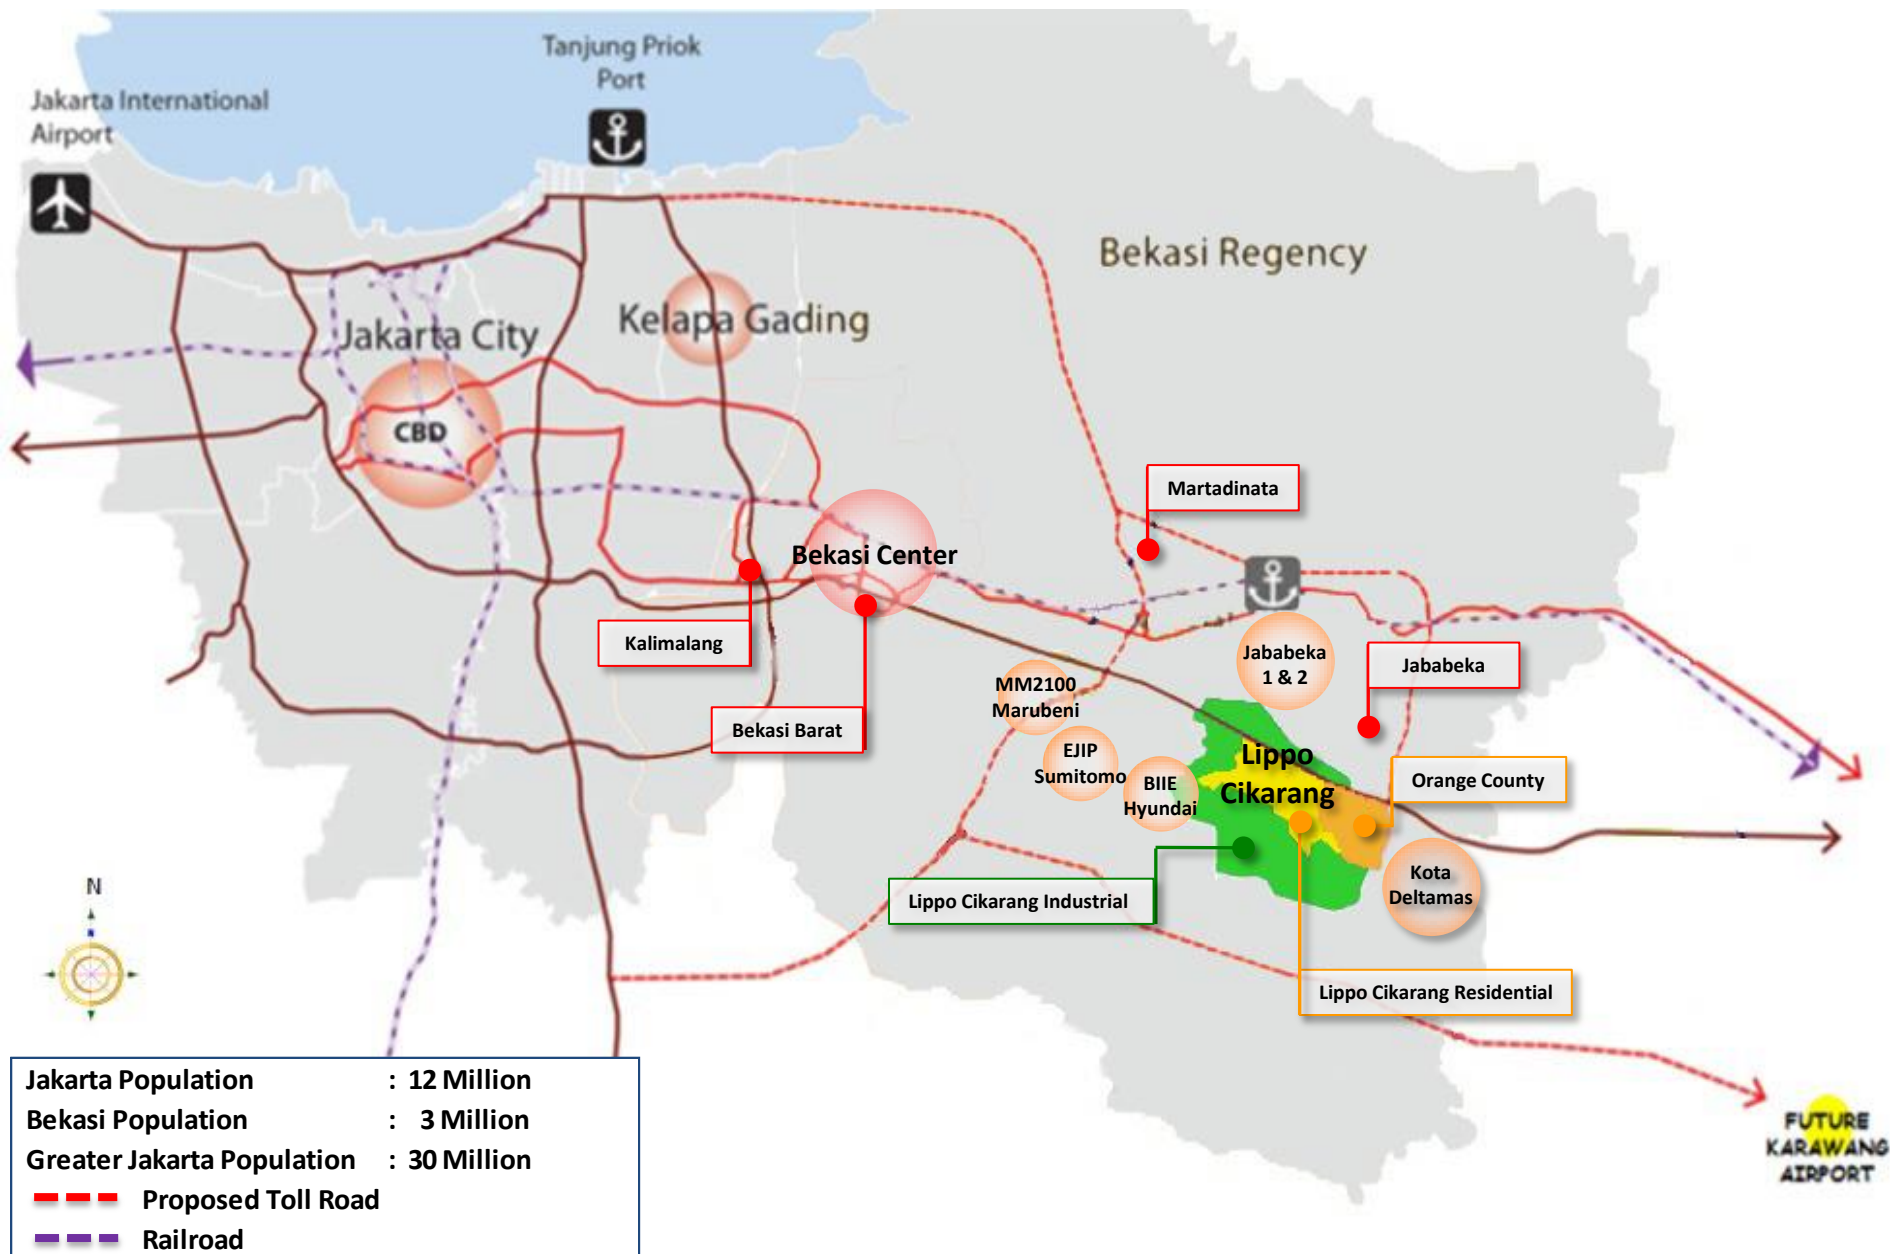 Tanjung Priok
Port
Jakarta International
Airport
Bekasi Regency
Kelapa Gading
Jakarta City
CBD
Martadinata
Bekasi Center
Kalimalang
Jababeka
1 & 2
Jababeka
MM2100
Marubeni
Bekasi Barat
EJIP
Sumitomo
BIIE
Hyundai
Lippo
Cikarang
Orange County
Kota
Deltamas
Lippo Cikarang Industrial
N
Lippo Cikarang Residential
Jakarta Population : 12 Million
Bekasi Population : 3 Million
Greater Jakarta Population : 30 Million
Proposed Toll Road
Railroad
FUTURE
KARAWANG
AIRPORT